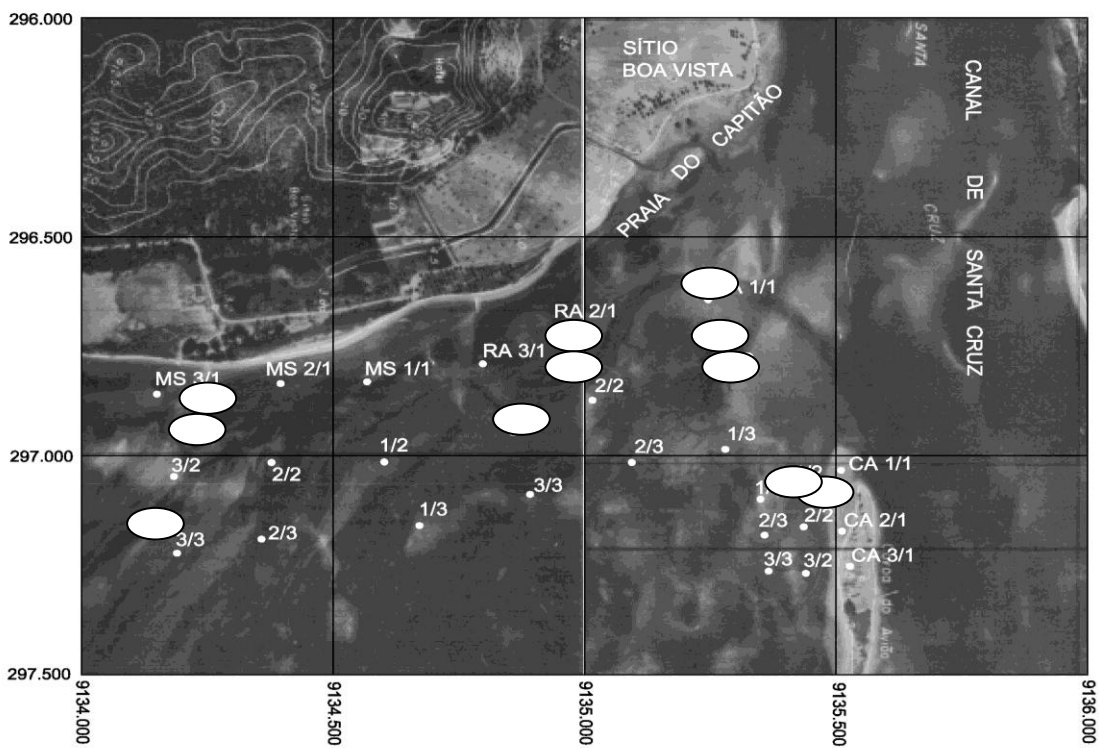 296.000
SÍTIO
BOA VISTA
SANTA
CANAL DE SANTA CRUZ
Hotel
PRAIA DO CAPITÃO
CRUZ
296.500
1/1
RA 2/1
RA 3/1
MS 3/1
MS 2/1
MS 1/1
2/2
1/3
2/3
1/2
297.000
3/2
2/2
CA 1/1
3/3
1/3
2/3
2/2
CA 2/1
3/3
2/3
3/3
3/2
CA 3/1
Coroa do Avião
297.500
9134.000
9134.500
9135.000
9135.500
9136.000